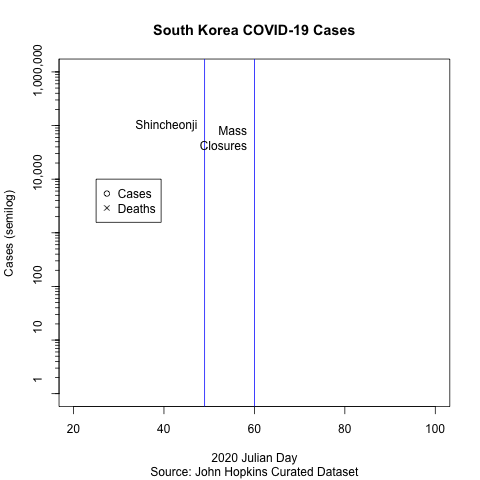 South Korea COVID-19 Cases
1,000,000
10,000
100
10
1
Cases (semilog)
Shincheonji
Mass
Closures
Cases
Deaths
20 40 60 80 100
2020 Julian Day
Source: John Hopkins Curated Dataset